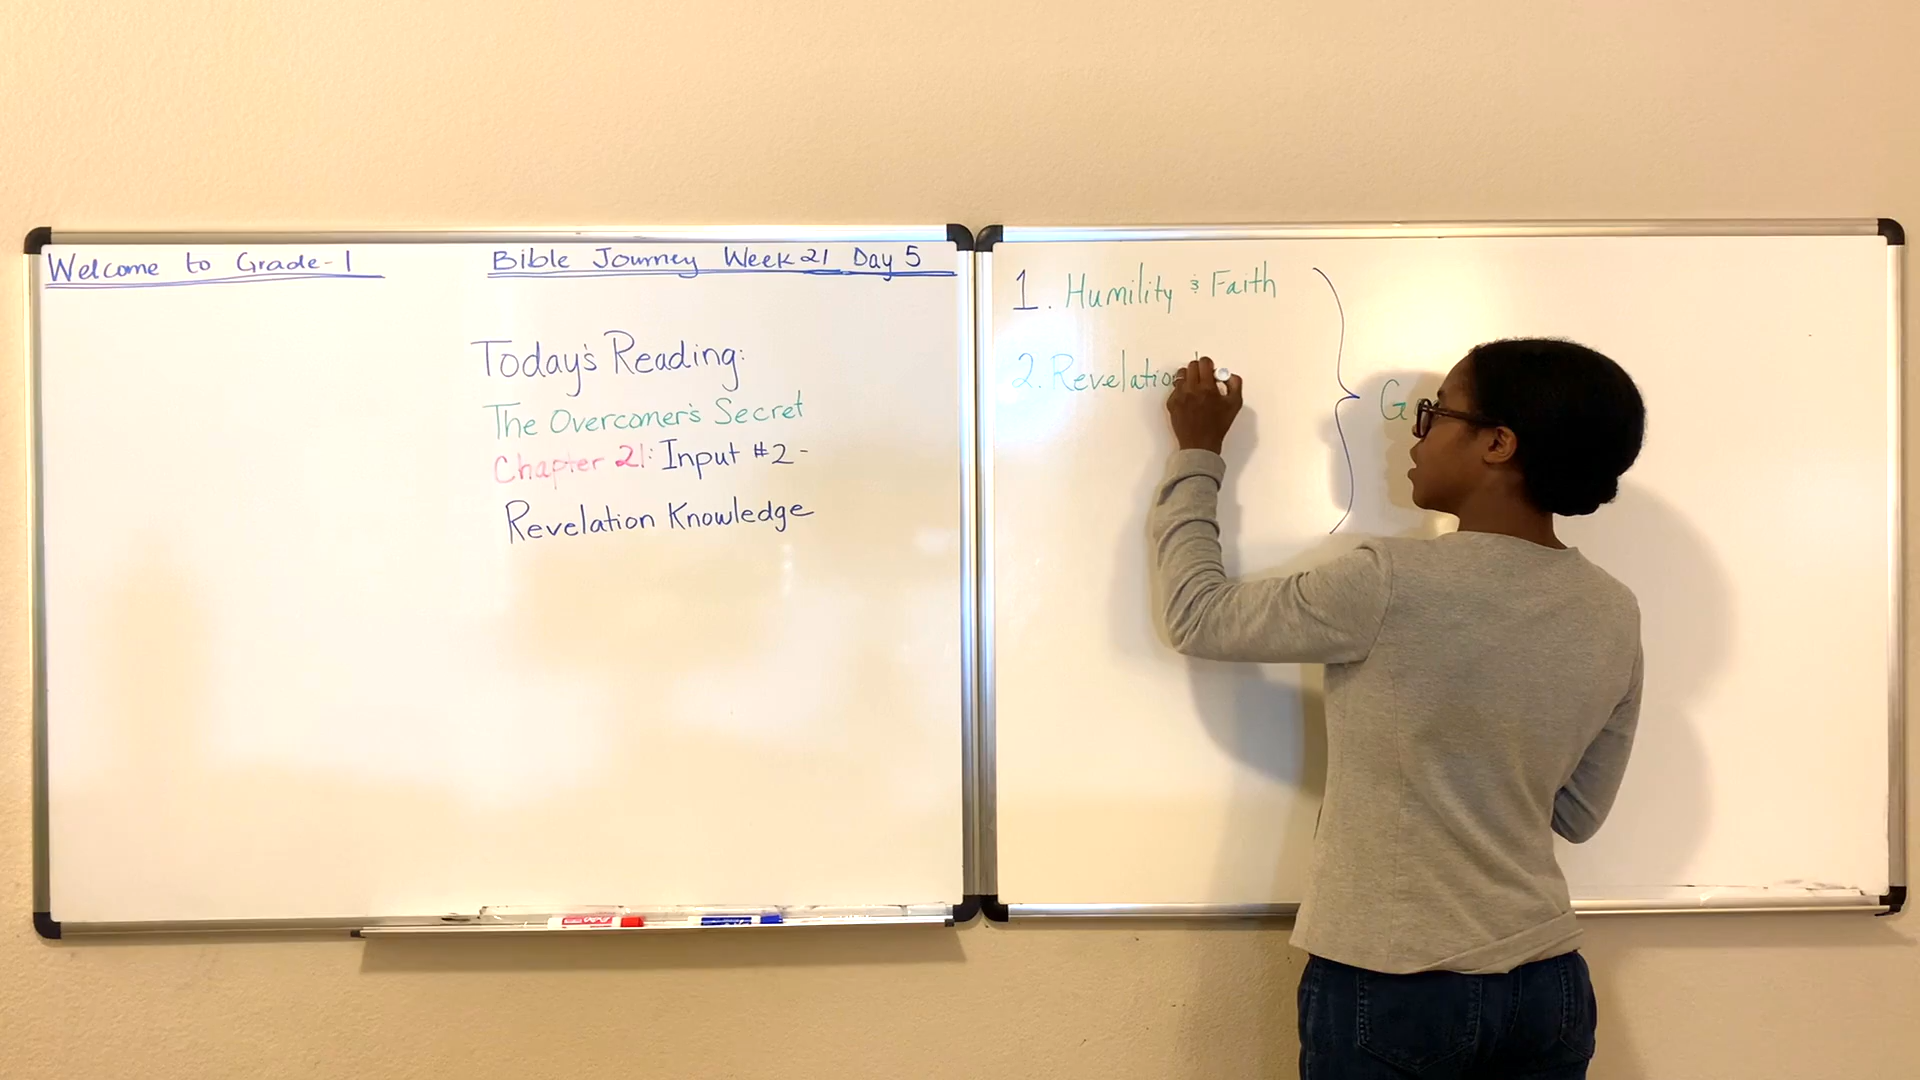 Welcome to Grade-1
Bible Journey Week 21 Day 5
Today's Reading:
The Overcomer's Secret
Chapter 21: Input #2 -
Revelation Knowledge
1. Humility & Faith
2. Revelation